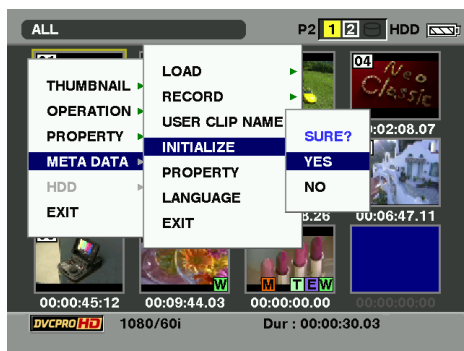 ALL P2 1 2 HDD
04
THUMBNAIL
OPERATION
PROPERTY
META DATA
HDD
EXIT
LOAD
RECORD
USER CLIP NAME
INITIALIZE
PROPERTY
LANGUAGE
EXIT
SURE?
YES
NO
Neo
Classic
:02:08.07
8.26 00:06:47.11
W M T E W
00:00:45:12 00:09:44.03 00:00:00.00 00:00:00:00
DVCPRO HD 1080/60i Dur : 00:00:30.03